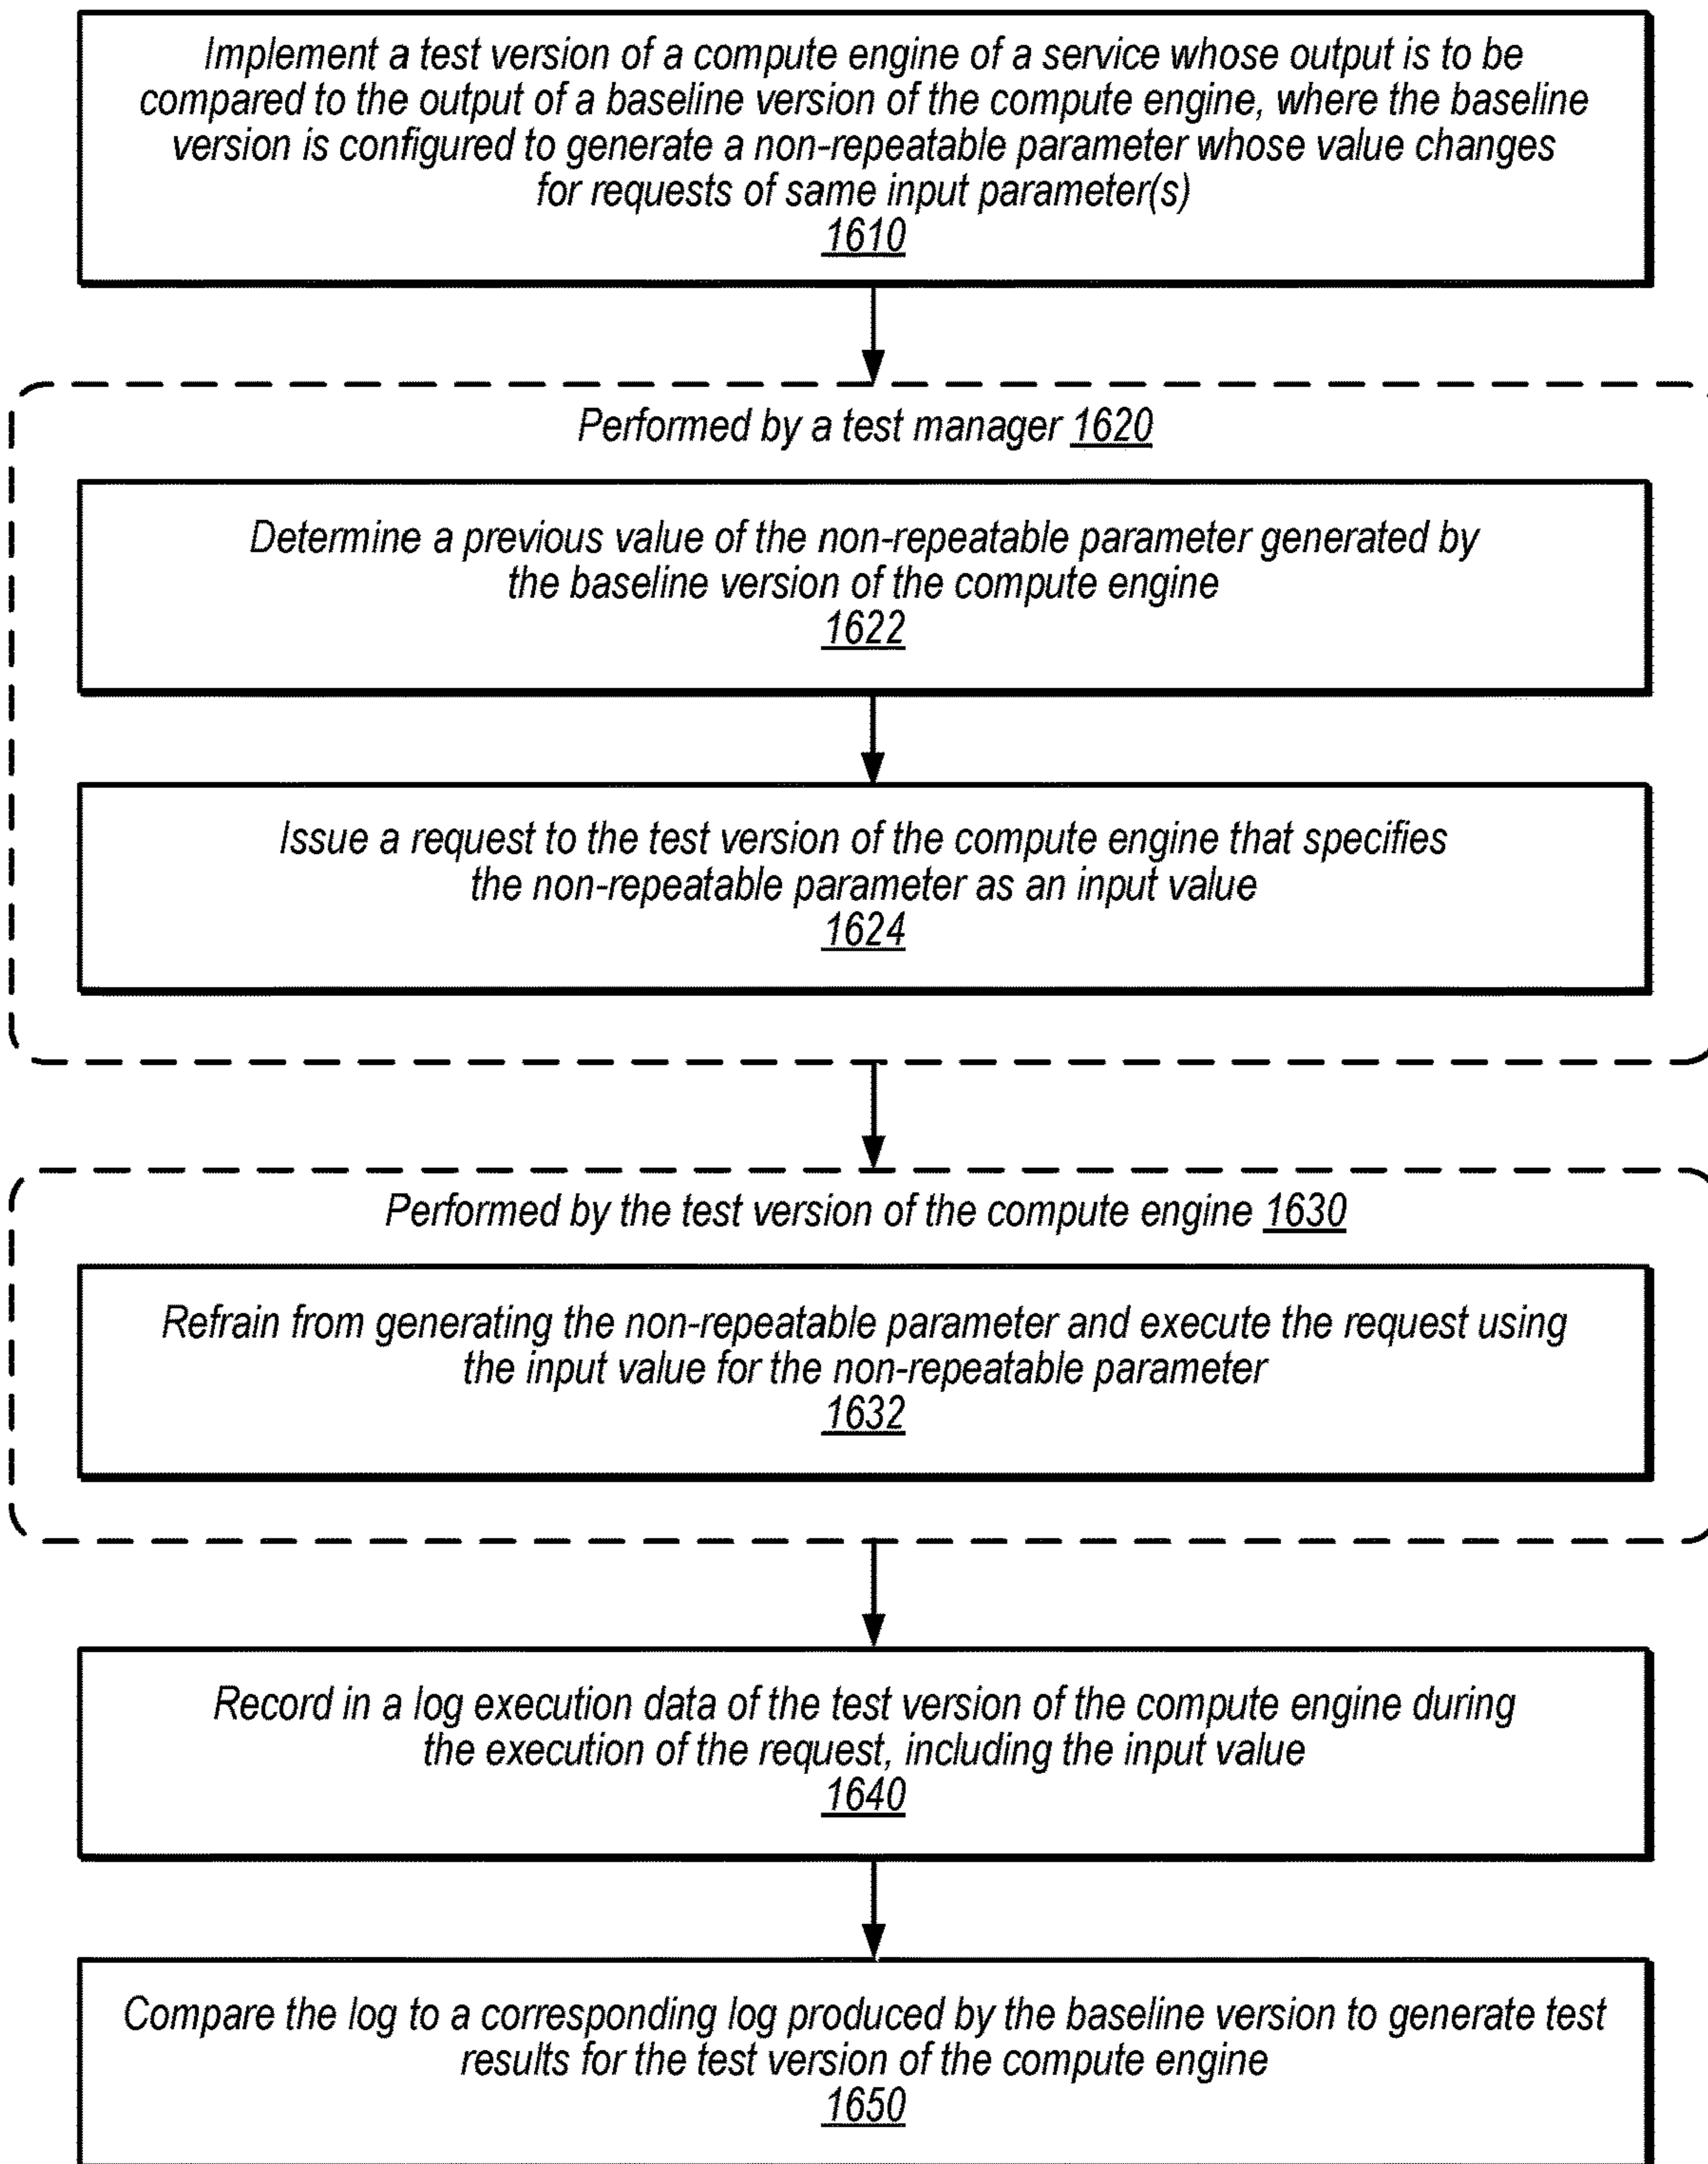 Implement a test version of a compute engine of a service whose output is to be
compared to the output of a baseline version of the compute engine, where the baseline
version is configured to generate a non-repeatable parameter whose value changes
for requests of same input parameter(s)
1610
Performed by a test manager 1620
Determine a previous value of the non-repeatable parameter generated by
the baseline version of the compute engine
1622
Issue a request to the test version of the compute engine that specifies
the non-repeatable parameter as an input value
1624
Performed by the test version of the compute engine 1630
Refrain from generating the non-repeatable parameter and execute the request using
the input value for the non-repeatable parameter
1632
Record in a log execution data of the test version of the compute engine during
the execution of the request, including the input value
1640
Compare the log to a corresponding log produced by the baseline version to generate test
results for the test version of the compute engine
1650